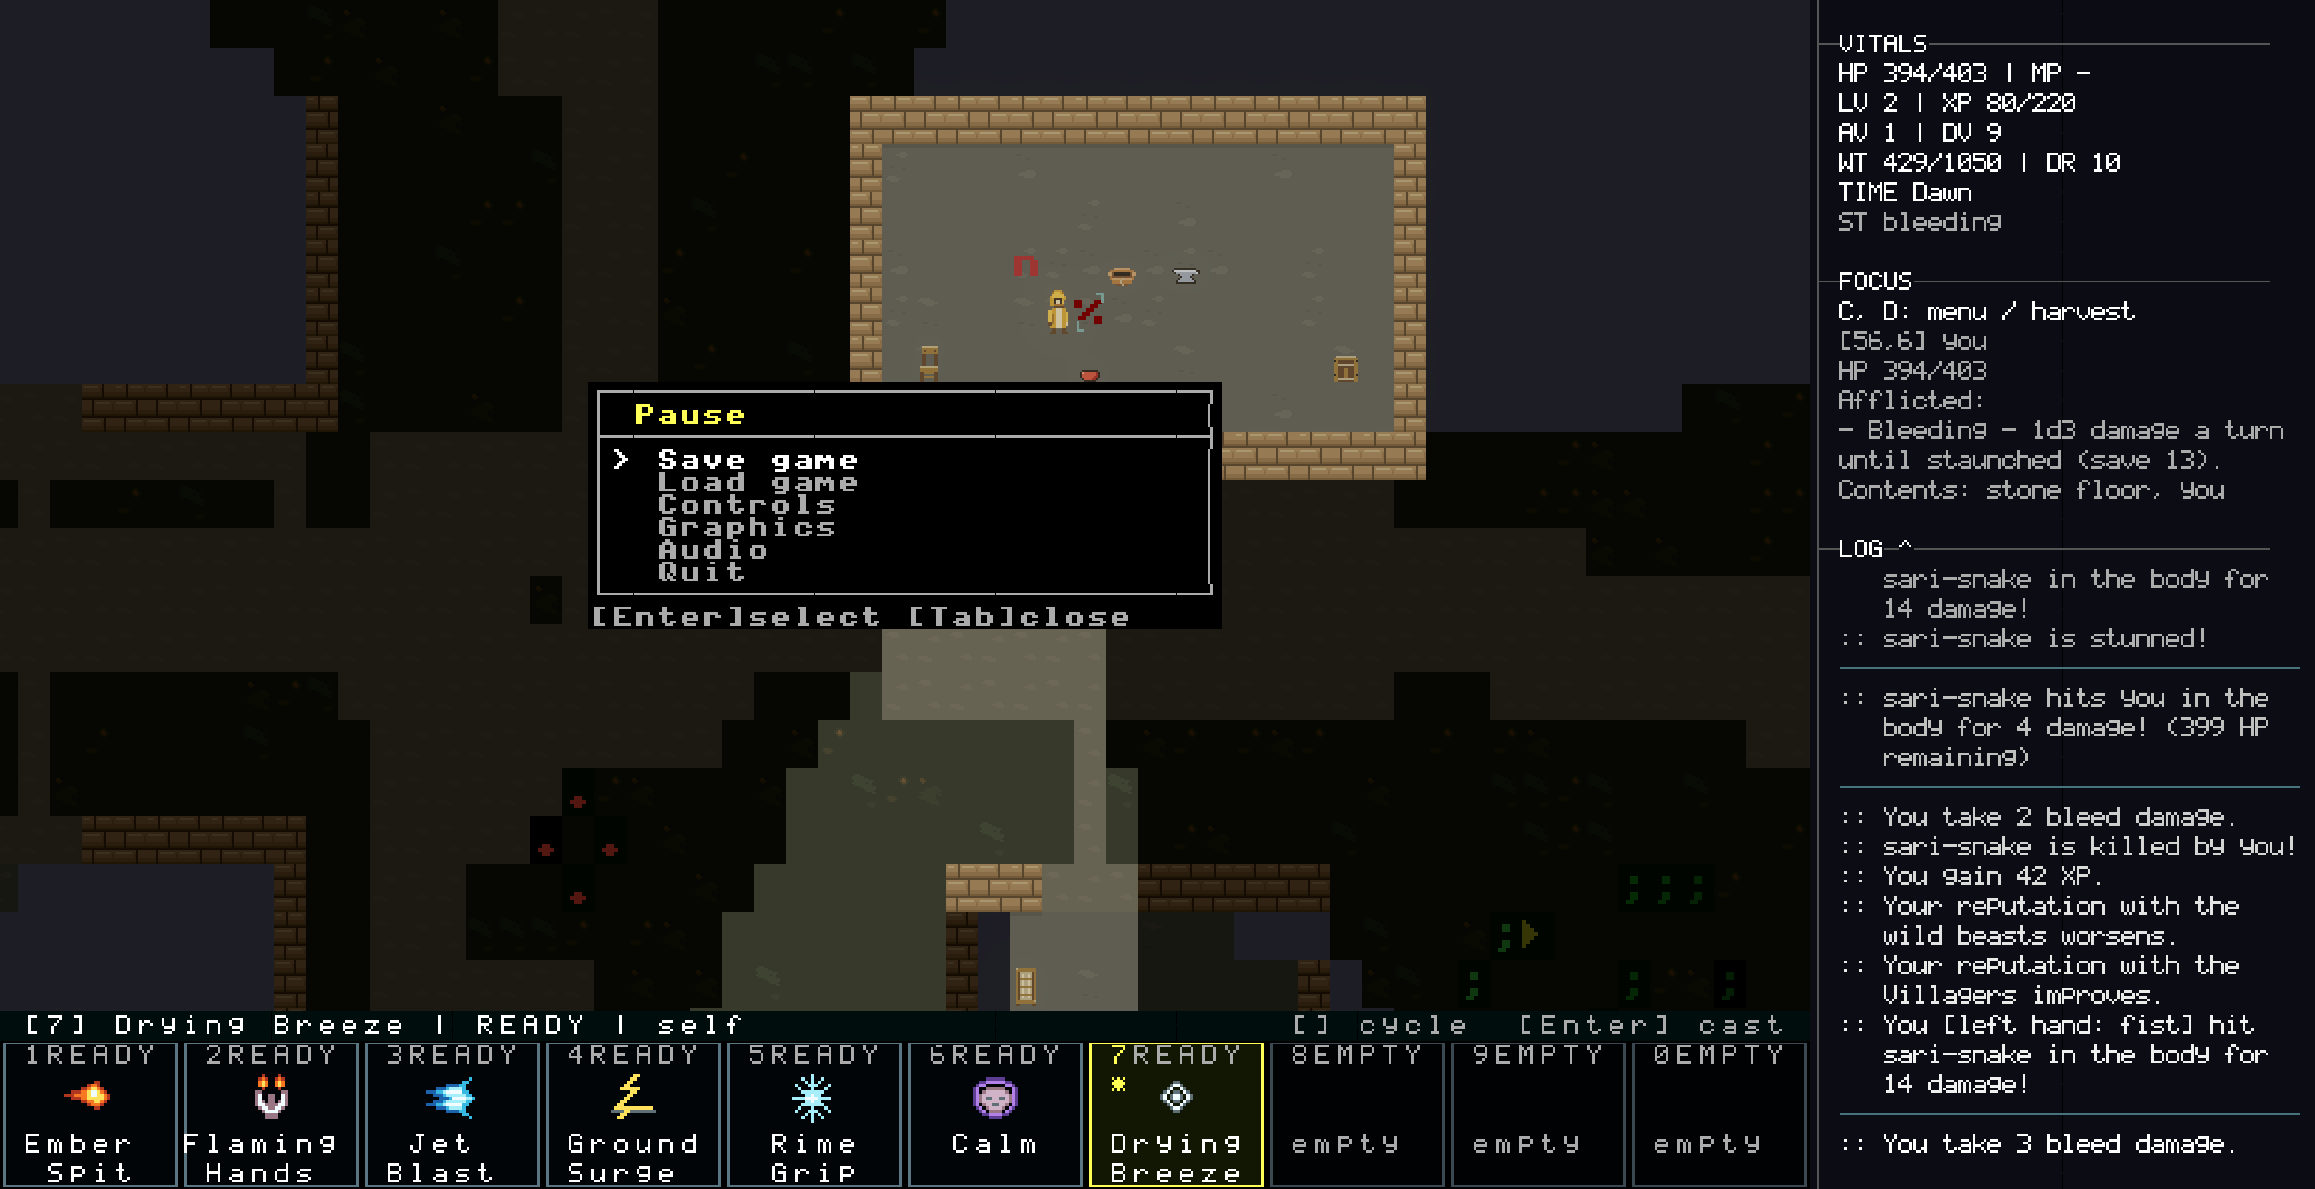 VITALS
HP 394/403 | MP -
LV 2 | XP 80/220
AV 1 | DV 9
WT 429/1050 | DR 10
TIME Dawn
ST bleeding
FOCUS
C, D: menu / harvest
[56,6] you
HP 394/403
Afflicted:
- Bleeding - 1d3 damage a turn
until staunched (save 13).
Contents: stone floor, you
LOG ^
sari-snake in the body for
14 damage!
:: sari-snake is stunned!
:: sari-snake hits you in the
body for 4 damage! (399 HP
remaining)
:: You take 2 bleed damage.
:: sari-snake is killed by you!
:: You gain 42 XP.
:: Your reputation with the
wild beasts worsens.
:: Your reputation with the
Villagers improves.
:: You [left hand: fist] hit
sari-snake in the body for
14 damage!
:: You take 3 bleed damage.
Pause
> Save game
Load game
Controls
Graphics
Audio
Quit
[Enter]select [Tab]close
[7] Drying Breeze | READY | self
[] cycle [Enter] cast
1READY
Ember
Spit
2READY
Flaming
Hands
3READY
Jet
Blast
4READY
Ground
Surge
5READY
Rime
Grip
6READY
Calm
7READY
*
Drying
Breeze
8EMPTY
empty
9EMPTY
empty
0EMPTY
empty